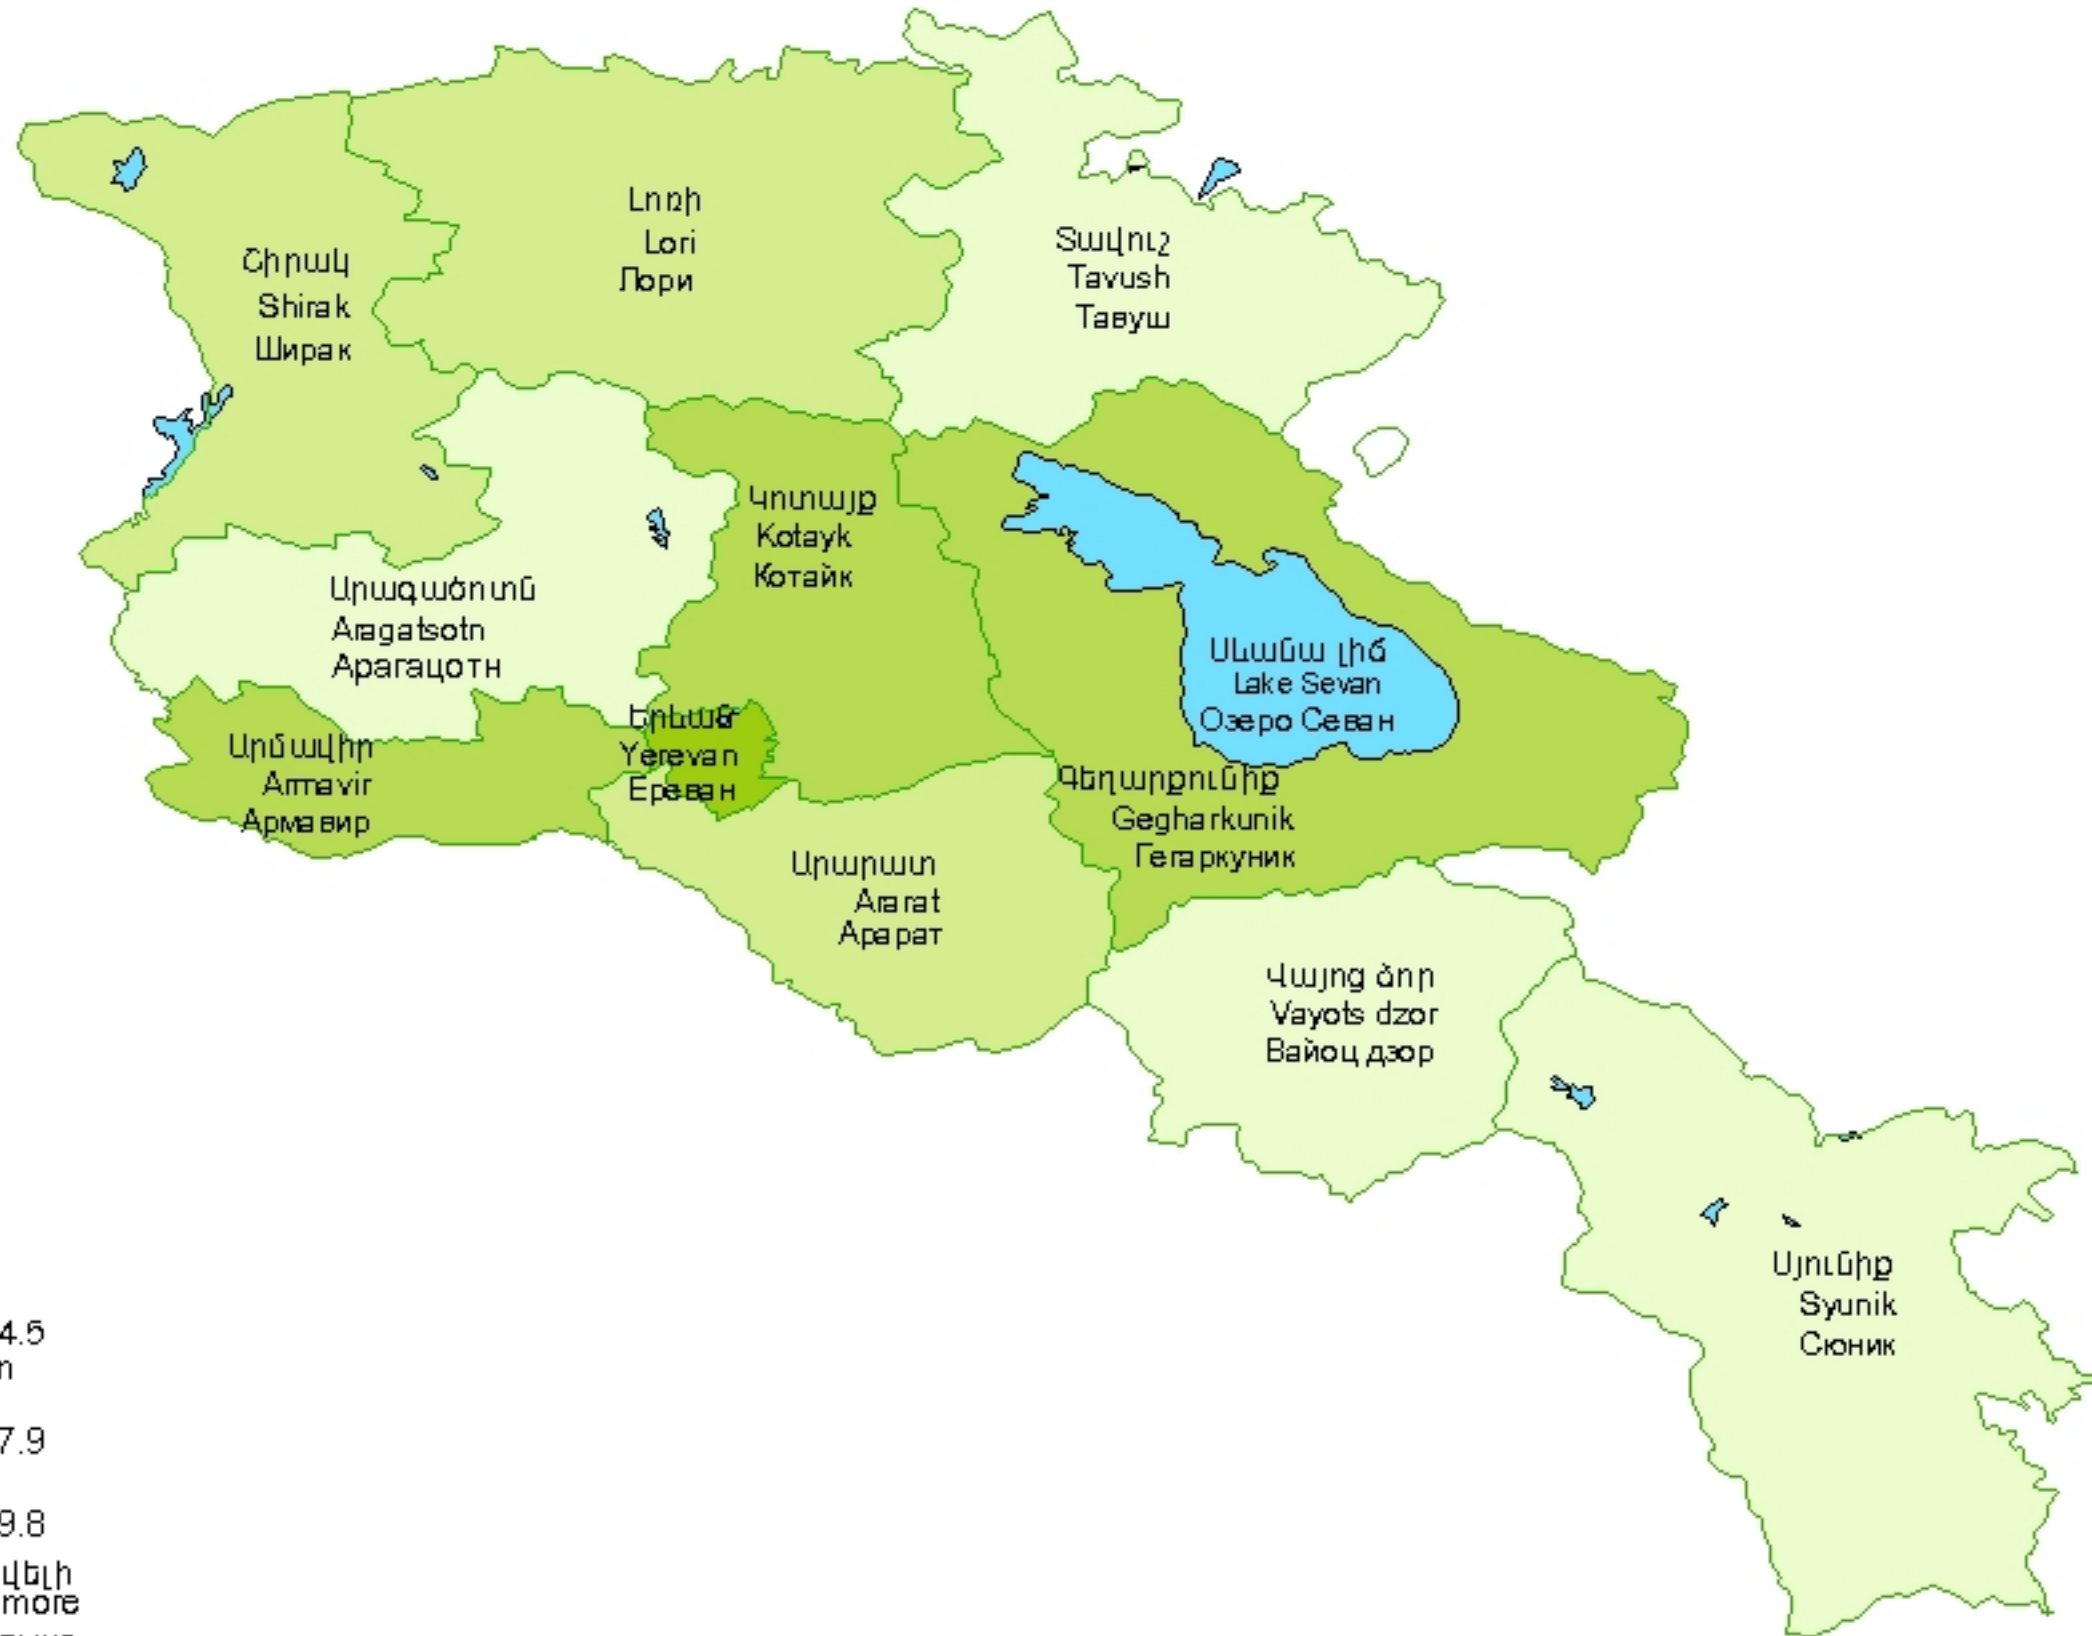 Լոռի
Lori
Лори
Շիրակ
Shirak
Ширак
Տավուշ
Tavush
Тавуш
Կոտայք
Kotayk
Котайк
Արագածոտն
Aragatsotn
Арагацотн
Սևանա լիճ
Lake Sevan
Озеро Севан
Երևան
Yerevan
Ереван
Արմավիր
Armavir
Армавир
Գեղարքունիք
Gegharkunik
Гегаркуник
Արարատ
Ararat
Арарат
Վայոց ձոր
Vayots dzor
Вайоц дзор
Սյունիք
Syunik
Сюник
4.5
n
7.9
9.8
վելի
more